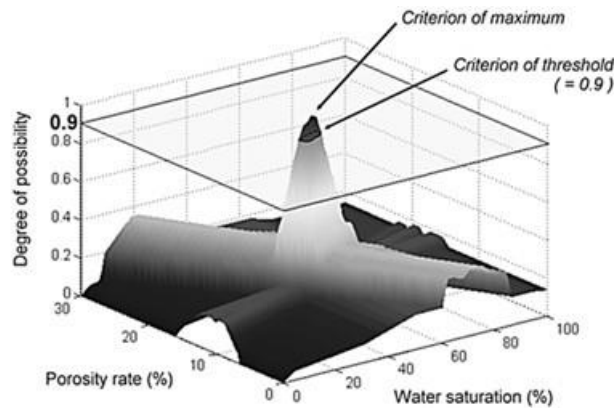 Criterion of maximum
Criterion of threshold
( = 0.9 )
Degree of possibility
1
0.9
0.8
0.6
0.4
0.2
0
30
20
10
0
0
20
40
60
80
100
Porosity rate (%)
Water saturation (%)